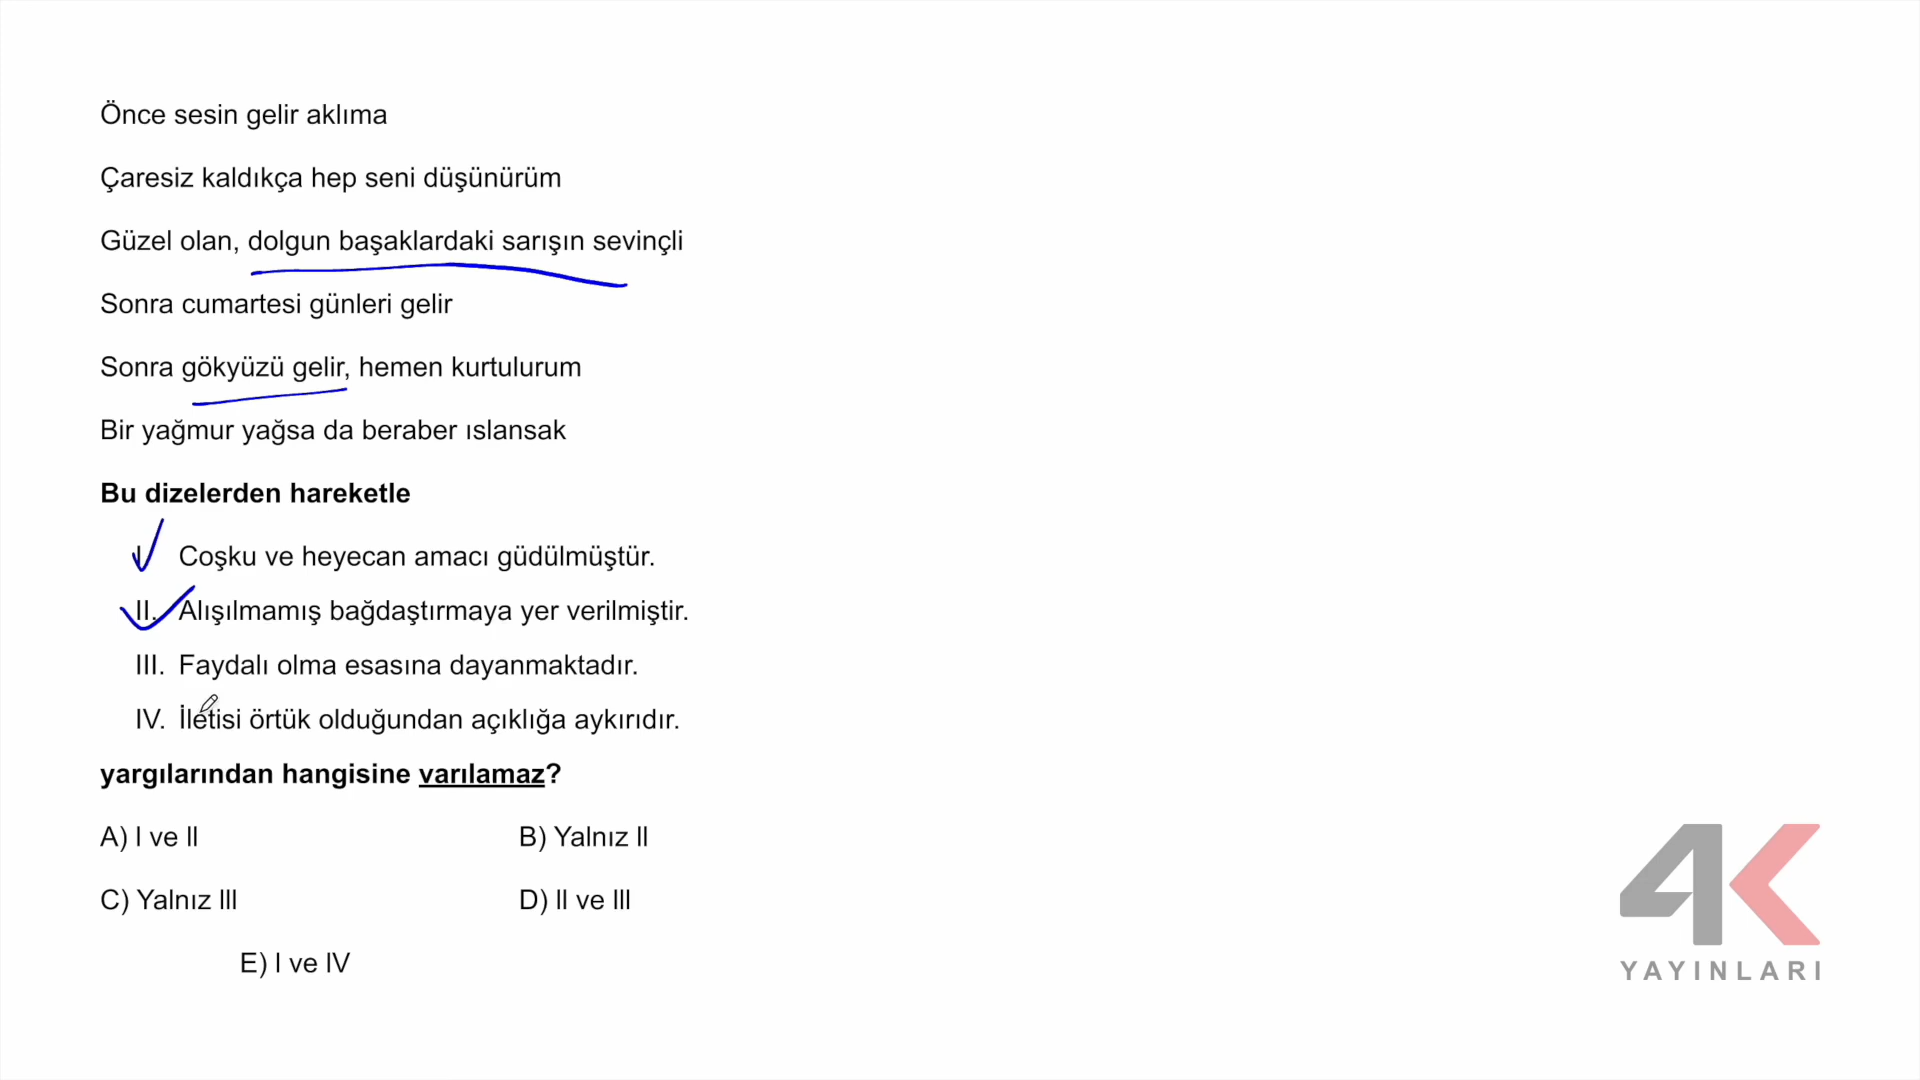 Önce sesin gelir aklıma
Çaresiz kaldıkça hep seni düşünürüm
Güzel olan, dolgun başaklardaki sarışın sevinçli
Sonra cumartesi günleri gelir
Sonra gökyüzü gelir, hemen kurtulurum
Bir yağmur yağsa da beraber ıslansak
Bu dizelerden hareketle
I. Coşku ve heyecan amacı güdülmüştür.
II. Alışılmamış bağdaştırmaya yer verilmiştir.
III. Faydalı olma esasına dayanmaktadır.
IV. İletisi örtük olduğundan açıklığa aykırıdır.
yargılarından hangisine varılamaz?
A) I ve II
B) Yalnız II
C) Yalnız III
D) II ve III
E) I ve IV
4K
YAYINLARI